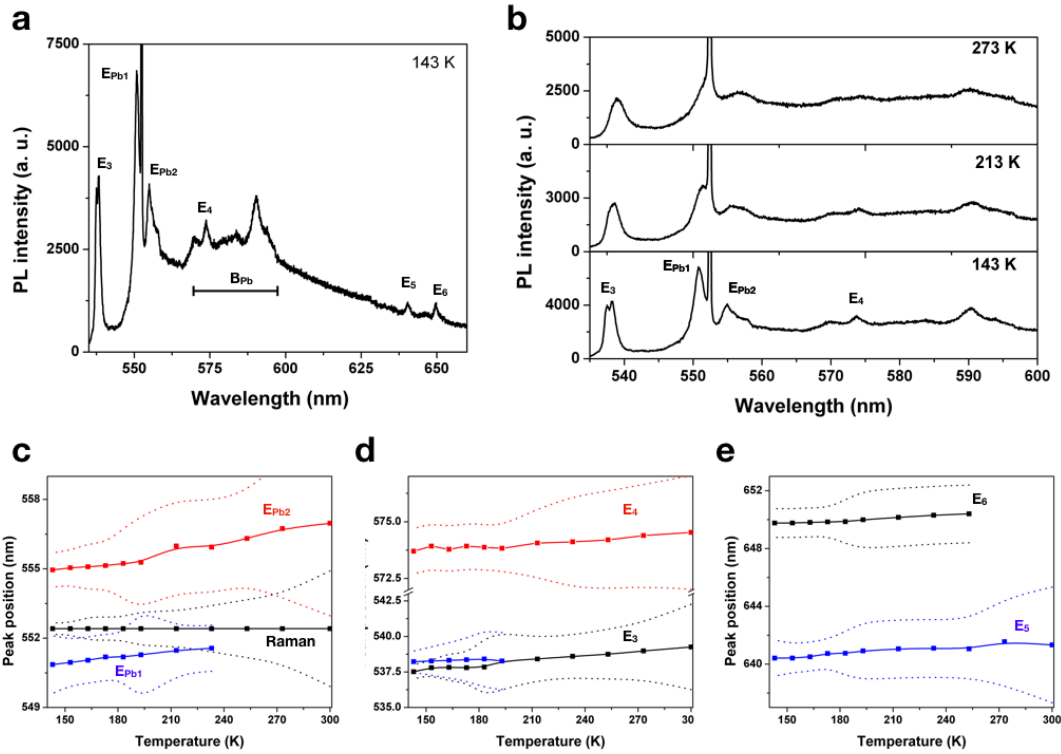 a
b
7500
5000
2500
0
PL intensity (a. u.)
143 K
EPb1
E3
EPb2
E4
BPb
E5
E6
550
575
600
625
650
Wavelength (nm)
5000
2500
0
273 K
6000
3000
0
213 K
8000
4000
0
143 K
PL intensity (a. u.)
E3
EPb1
EPb2
E4
540
550
560
570
580
590
600
Wavelength (nm)
c
d
e
558
555
552
549
Peak position (nm)
EPb2
Raman
EPb1
150
180
210
240
270
300
Temperature (K)
575.0
572.5
542.5
540.0
537.5
535.0
E4
E3
150
180
210
240
270
30
Temperature (K)
652
648
644
640
Peak position (nm)
E6
E5
150
180
210
240
270
300
Temperature (K)